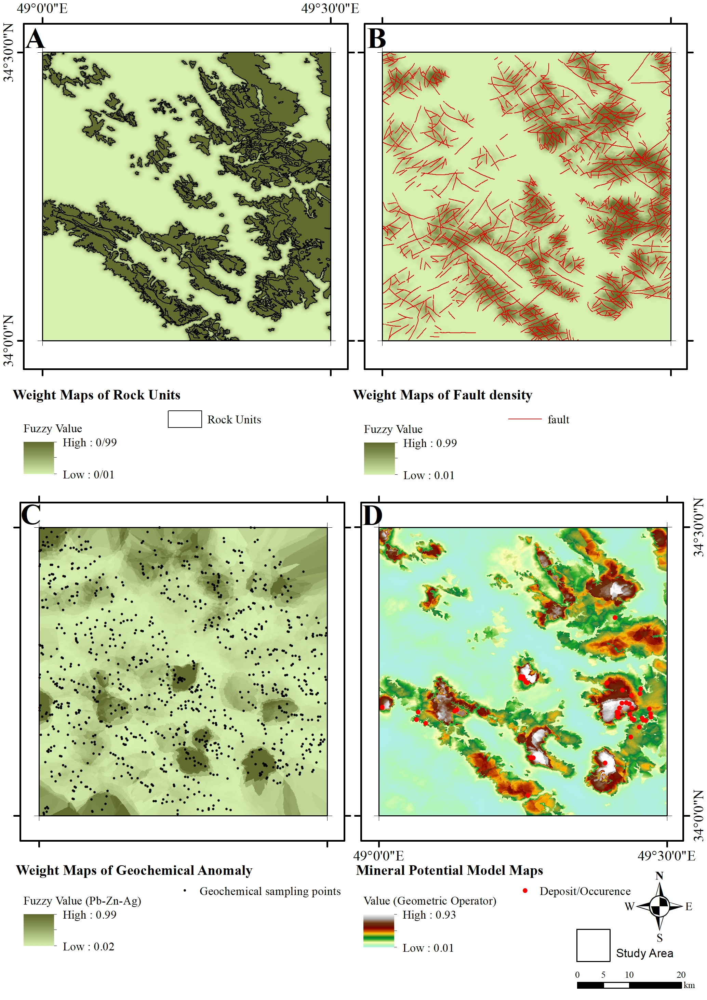 49°0'0"E
49°30'0"E
34°30'0"N
34°0'0"N
A
B
Weight Maps of Rock Units
Rock Units
Fuzzy Value
High : 0/99
Low : 0/01
Weight Maps of Fault density
fault
Fuzzy Value
High : 0.99
Low : 0.01
C
D
34°30'0"N
34°0'0"N
49°0'0"E
49°30'0"E
Weight Maps of Geochemical Anomaly
Geochemical sampling points
Fuzzy Value (Pb-Zn-Ag)
High : 0.99
Low : 0.02
Mineral Potential Model Maps
Deposit/Occurence
Value (Geometric Operator)
High : 0.93
Low : 0.01
N
W
E
S
Study Area
0 5 10 20
km